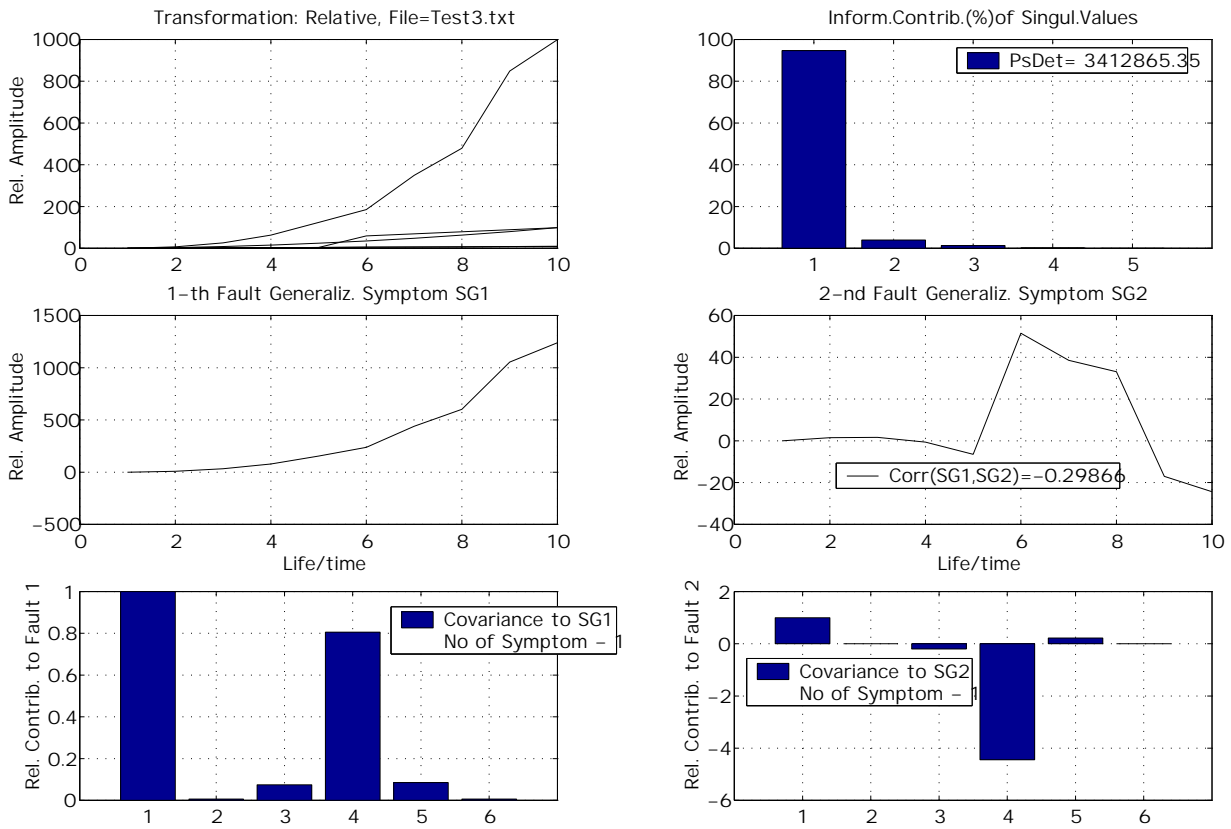 Transformation: Relative, File=Test3.txt
Rel. Amplitude
1000
800
600
400
200
0
0 2 4 6 8 10
Inform.Contrib.(%)of Singul.Values
100
80
60
40
20
0
PsDet= 3412865.35
1 2 3 4 5
1-th Fault Generaliz. Symptom SG1
Rel. Amplitude
1500
1000
500
0
-500
0 2 4 6 8 10
Life/time
2-nd Fault Generaliz. Symptom SG2
Rel. Amplitude
60
40
20
0
-20
-40
Corr(SG1,SG2)=-0.29866
0 2 4 6 8 10
Life/time
Rel. Contrib. to Fault 1
1
0.8
0.6
0.4
0.2
0
Covariance to SG1
No of Symptom - 1
1 2 3 4 5 6
Rel. Contrib. to Fault 2
2
0
-2
-4
-6
Covariance to SG2
No of Symptom - 1
1 2 3 4 5 6